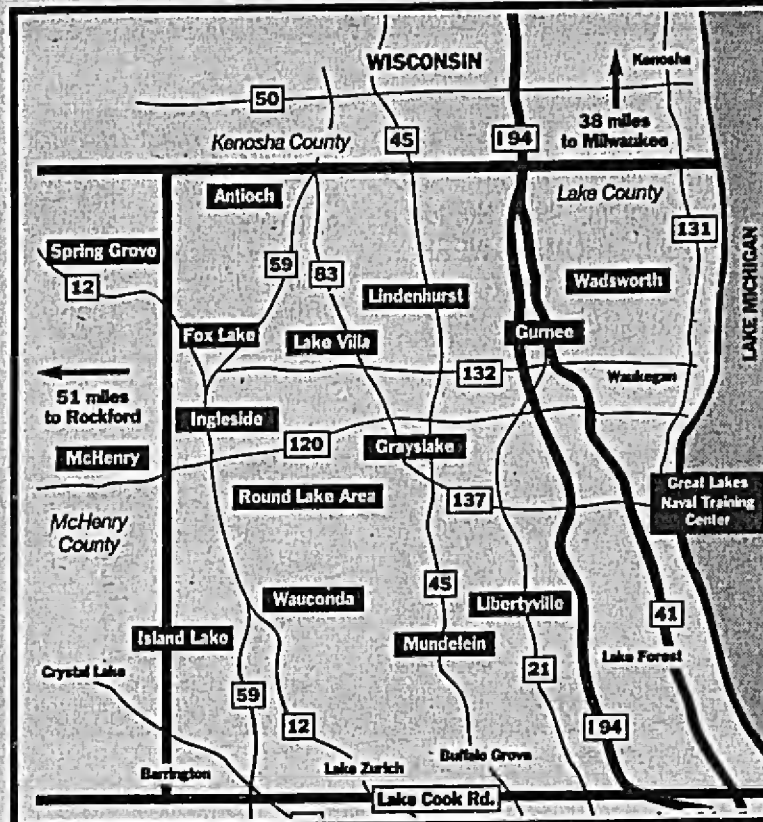 WISCONSIN
Kenosha
50
38 miles
to Milwaukee
Kenosha County
45
I 94
Antioch
Lake County
131
Spring Grove
59
83
12
Lindenhurst
Wadsworth
LAKE MICHIGAN
Fox Lake
Lake Villa
Gurnee
51 miles
to Rockford
132
Waukegan
Ingleside
120
Grayslake
McHenry
Round Lake Area
137
Great Lakes
Naval Training
Center
McHenry
County
45
Wauconda
Libertyville
41
Island Lake
Mundelein
Lake Forest
Crystal Lake
59
21
12
I 94
Barrington
Lake Zurich
Buffalo Grove
Lake Cook Rd.